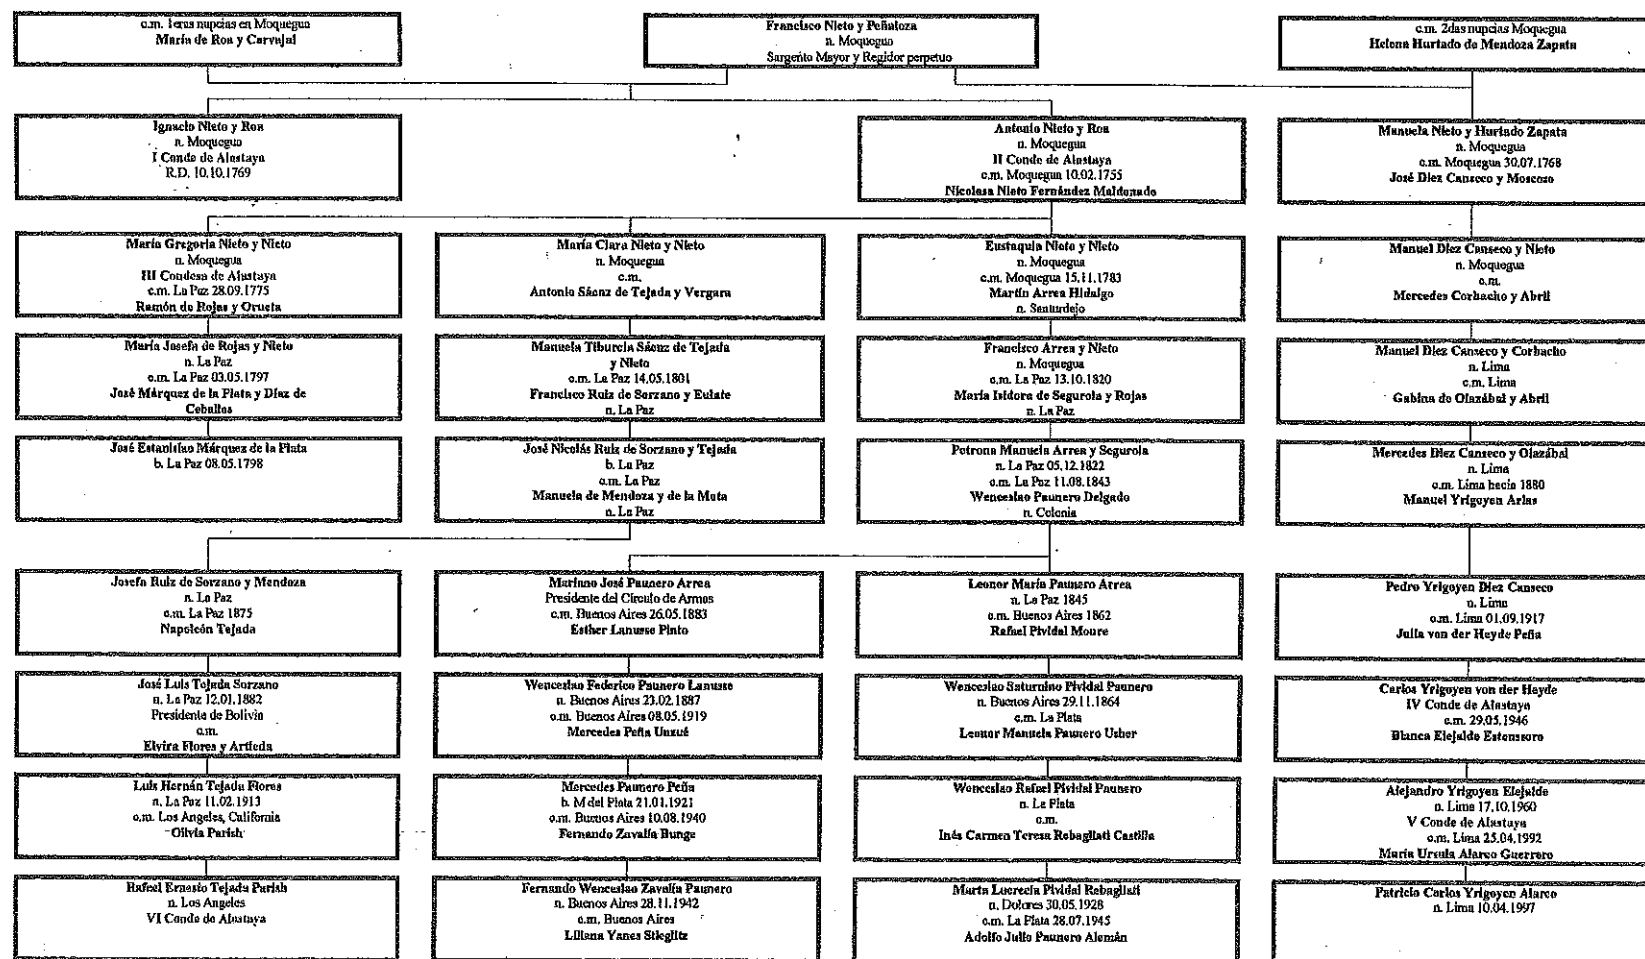 c.m. 1eras nupcias en Moquegua
María de Roa y Carvajal
Francisco Nieto y Peñaloza
n. Moquegua
Sargento Mayor y Regidor perpetuo
c.m. 2das nupcias Moquegua
Helena Hurtado de Mendoza Zapata
Ignacio Nieto y Roa
n. Moquegua
I Conde de Alastaya
R.D. 10.10.1769
Antonio Nieto y Roa
n. Moquegua
II Conde de Alastaya
c.m. Moquegua 10.02.1755
Nicolasa Nieto Fernández Maldonado
Manuela Nieto y Hurtado Zapata
n. Moquegua
c.m. Moquegua 30.07.1768
José Diez Canseco y Moscoso
María Gregoria Nieto y Nieto
n. Moquegua
III Condesa de Alastaya
c.m. La Paz 28.09.1775
Ramón de Rojas y Orueta
María Clara Nieto y Nieto
n. Moquegua
c.m.
Antonio Sáenz de Tejada y Vergara
Eustaquia Nieto y Nieto
n. Moquegua
c.m. Moquegua 15.11.1783
Martín Arrea Hidalgo
n. Santurdejo
Manuel Diez Canseco y Nieto
n. Moquegua
c.m.
Mercedes Corbacho y Abril
María Josefa de Rojas y Nieto
n. La Paz
c.m. La Paz 03.05.1797
José Márquez de la Plata y Díaz de
Ceballos
Manuela Tiburcia Sáenz de Tejada
y Nieto
c.m. La Paz 14.05.1801
Francisco Ruiz de Sorzano y Eulate
n. La Paz
Francisco Arrea y Nieto
n. Moquegua
c.m. La Paz 13.10.1820
María Isidora de Segurola y Rojas
n. La Paz
Manuel Diez Canseco y Corbacho
n. Lima
c.m. Lima
Gabina de Olazábal y Abril
José Estanislao Márquez de la Plata
b. La Paz 08.05.1798
José Nicolás Ruiz de Sorzano y Tejada
b. La Paz
c.m. La Paz
Manuela de Mendoza y de la Mota
n. La Paz
Petrona Manuela Arrea y Segurola
n. La Paz 05.12.1822
c.m. La Paz 11.08.1843
Wenceslao Paunero Delgado
n. Colonia
Mercedes Diez Canseco y Olazábal
n. Lima
c.m. Lima hacia 1880
Manuel Yrigoyen Arias
Josefa Ruiz de Sorzano y Mendoza
n. La Paz
c.m. La Paz 1875
Napoleón Tejada
Mariano José Paunero Arrea
Presidente del Círculo de Armas
c.m. Buenos Aires 26.05.1883
Esther Lanusse Pinto
Leonor María Paunero Arrea
n. La Paz 1845
c.m. Buenos Aires 1862
Rafael Pividal Moure
Pedro Yrigoyen Diez Canseco
n. Lima
c.m. Lima 01.09.1917
Julia von der Heyde Peña
José Luis Tejada Sorzano
n. La Paz 12.01.1882
Presidente de Bolivia
c.m.
Elvira Flores y Artieda
Wenceslao Federico Paunero Lanusse
n. Buenos Aires 23.02.1887
c.m. Buenos Aires 08.05.1919
Mercedes Peña Unzué
Wenceslao Saturnino Pividal Paunero
n. Buenos Aires 29.11.1864
c.m. La Plata
Leonor Manuela Paunero Usher
Carlos Yrigoyen von der Heyde
IV Conde de Alastaya
c.m. 29.05.1946
Blanca Elejalde Estenssoro
Luis Hernán Tejada Flores
n. La Paz 11.02.1913
c.m. Los Angeles, California
Olivia Parish
Mercedes Paunero Peña
b. M del Plata 21.01.1921
c.m. Buenos Aires 10.08.1940
Fernando Zavalía Bunge
Wenceslao Rafael Pividal Paunero
n. La Plata
c.m.
Inés Carmen Teresa Rebagliati Castilla
Alejandro Yrigoyen Elejalde
n. Lima 17.10.1960
V Conde de Alastaya
c.m. Lima 25.04.1992
María Ursula Alarco Guerrero
Rafael Ernesto Tejada Parish
n. Los Angeles
VI Conde de Alastaya
Fernando Wenceslao Zavalía Paunero
n. Buenos Aires 28.11.1942
c.m. Buenos Aires
Liliana Yanes Stieglitz
Marta Lucrecia Pividal Rebagliati
n. Dolores 30.05.1928
c.m. La Plata 28.07.1945
Adolfo Julio Paunero Alemán
Patricio Carlos Yrigoyen Alarco
n. Lima 10.04.1997